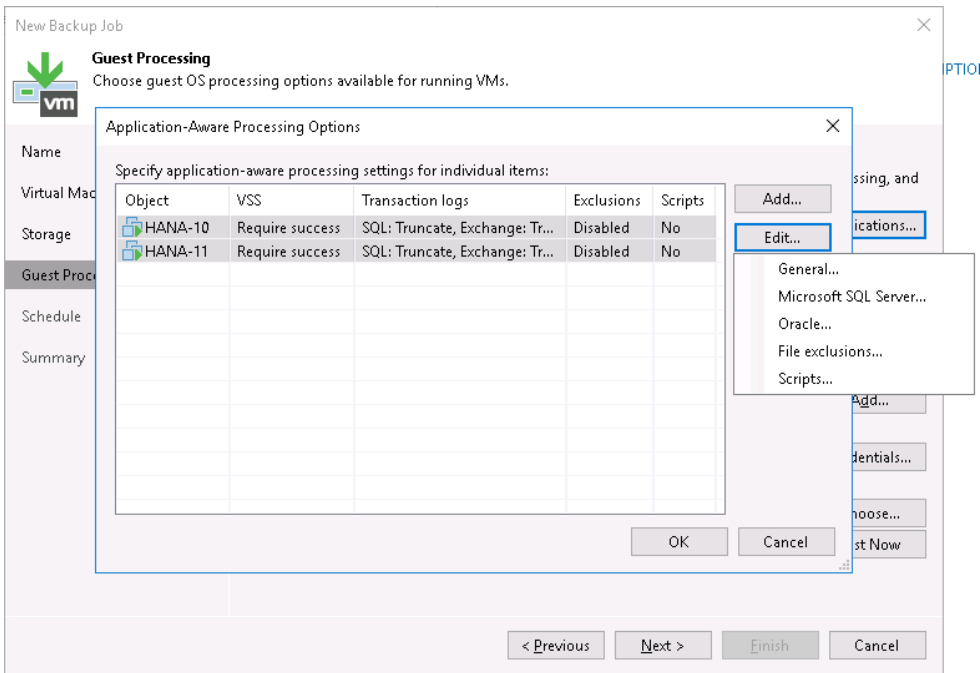 New Backup Job
Guest Processing
Choose guest OS processing options available for running VMs.
vm
Name
Virtual Mac
Storage
Guest Proc
Schedule
Summary
Application-Aware Processing Options
Specify application-aware processing settings for individual items:
Object VSS Transaction logs Exclusions Scripts
HANA-10 Require success SQL: Truncate, Exchange: Tr... Disabled No
HANA-11 Require success SQL: Truncate, Exchange: Tr... Disabled No
Add...
Edit...
General...
Microsoft SQL Server...
Oracle...
File exclusions...
Scripts...
OK Cancel
PTIO
ssing, and
ications...
Add...
dentials...
hoose...
st Now
< Previous Next > Finish Cancel